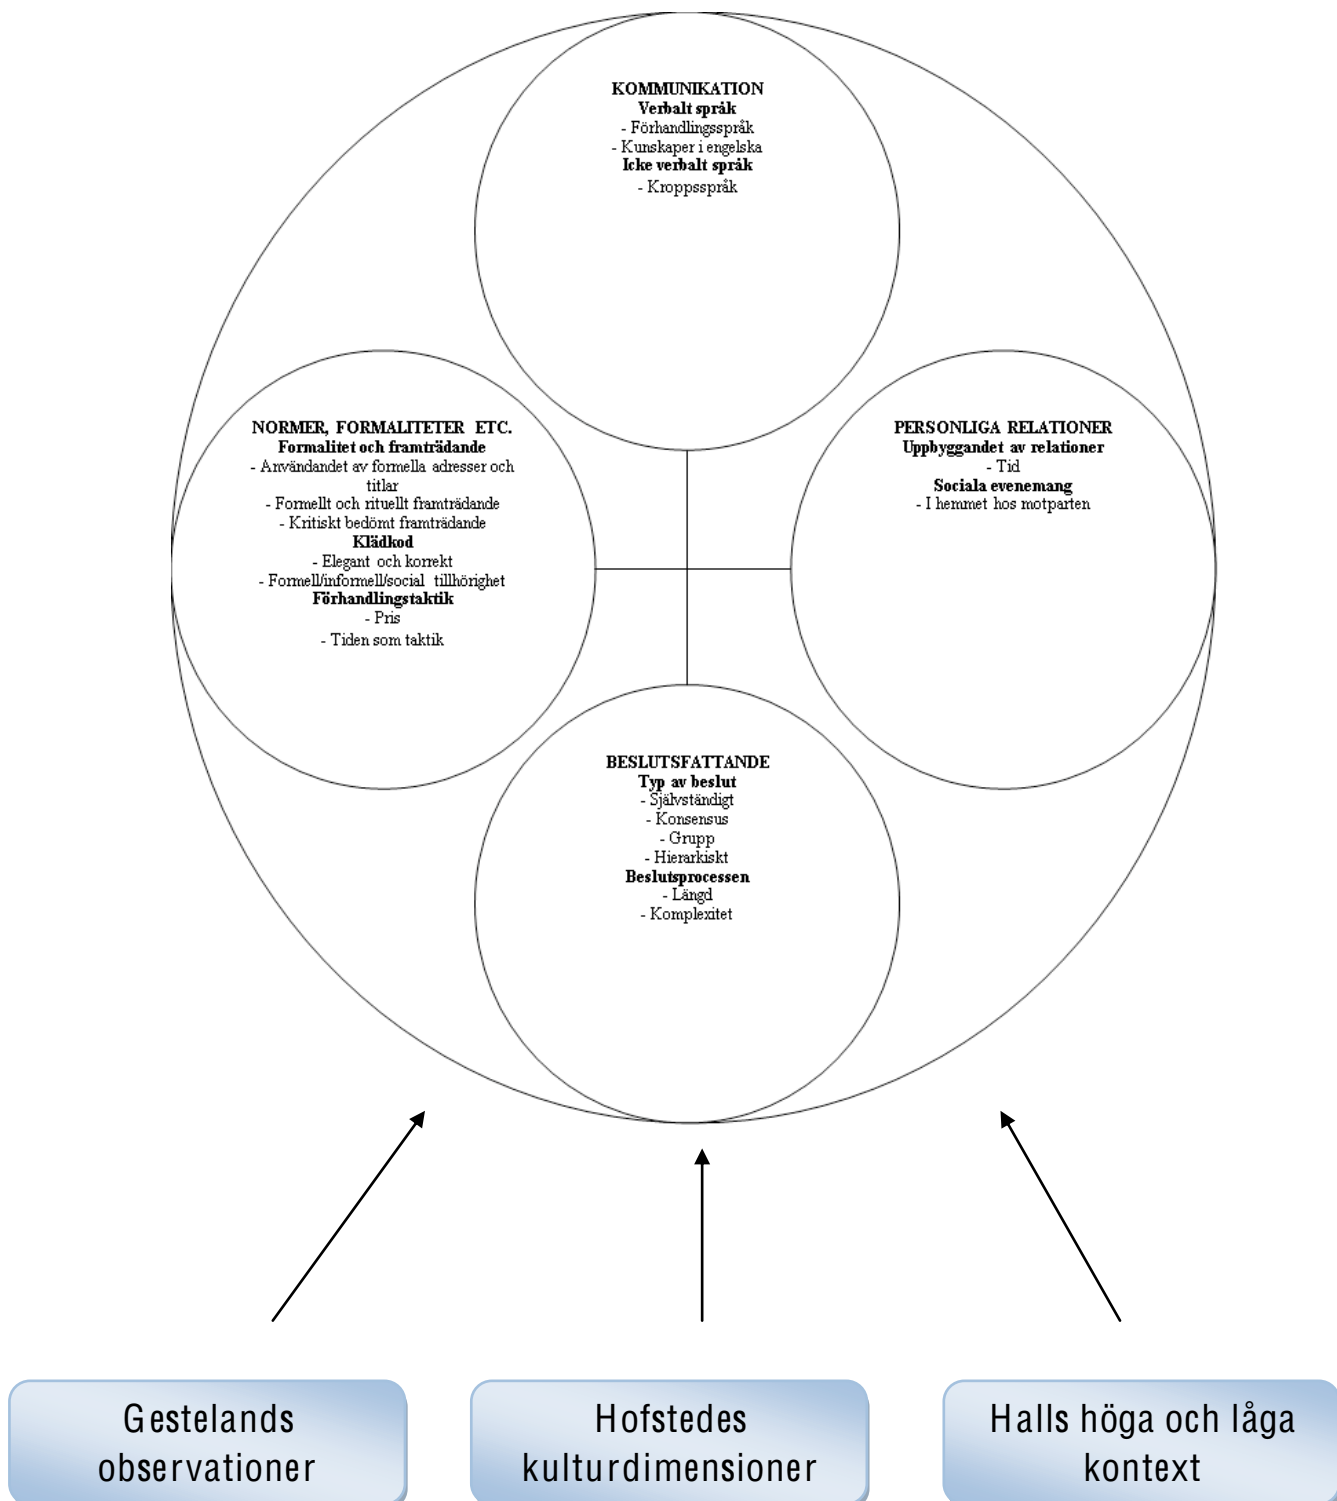 KOMMUNIKATION
Verbalt språk
- Förhandlingsspråk
- Kunskaper i engelska
Icke verbalt språk
- Kroppsspråk
NORMER, FORMALITETER ETC.
Formalitet och framträdande
- Användandet av formella adresser och
titlar
- Formellt och rituellt framträdande
- Kritiskt bedömt framträdande
Klädkod
- Elegant och korrekt
- Formell/informell/social tillhörighet
Förhandlingstaktik
- Pris
- Tiden som taktik
PERSONLIGA RELATIONER
Uppbyggandet av relationer
- Tid
Sociala evenemang
- I hemmet hos motparten
BESLUTSFATTANDE
Typ av beslut
- Självständigt
- Konsensus
- Grupp
- Hierarkiskt
Beslutsprocessen
- Längd
- Komplexitet
Gestelands
observationer
Hofstedes
kulturdimensioner
Halls höga och låga
kontext